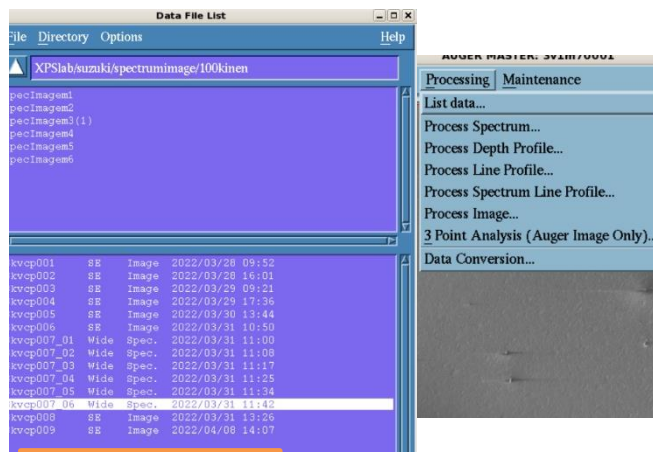 Data File List
File Directory Options Help
XPSlab/suzuki/spectrumimage/100kinen
pecImagem1
pecImagem2
pecImagem3(1)
pecImagem4
pecImagem5
pecImagem6
kvcp001 SE Image 2022/03/28 09:52
kvcp002 SE Image 2022/03/28 16:01
kvcp003 SE Image 2022/03/29 09:21
kvcp004 SE Image 2022/03/29 17:36
kvcp005 SE Image 2022/03/30 13:44
kvcp006 SE Image 2022/03/31 10:50
kvcp007_01 Wide Spec. 2022/03/31 11:00
kvcp007_02 Wide Spec. 2022/03/31 11:08
kvcp007_03 Wide Spec. 2022/03/31 11:17
kvcp007_04 Wide Spec. 2022/03/31 11:25
kvcp007_05 Wide Spec. 2022/03/31 11:34
kvcp007_06 Wide Spec. 2022/03/31 11:42
kvcp008 SE Image 2022/03/31 13:26
kvcp009 SE Image 2022/04/08 14:07
AUGER MASTER:
Processing Maintenance
List data...
Process Spectrum...
Process Depth Profile...
Process Line Profile...
Process Spectrum Line Profile...
Process Image...
3 Point Analysis (Auger Image Only)..
Data Conversion...